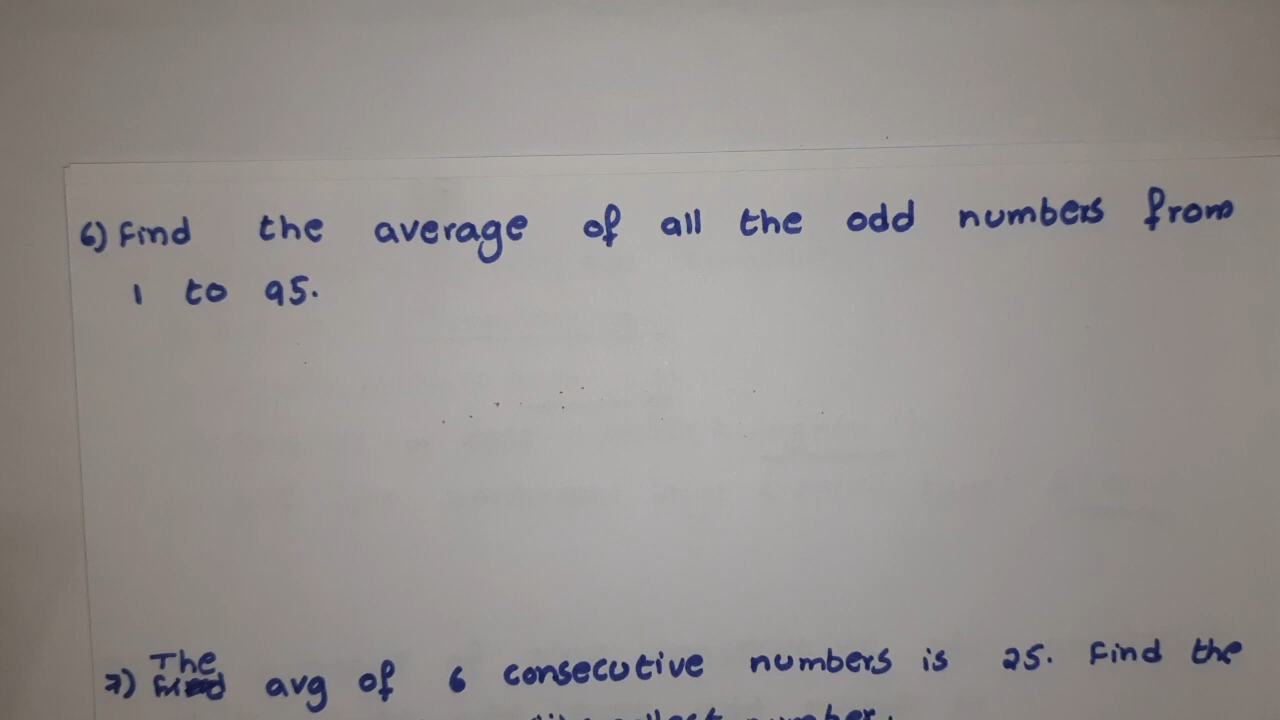 6) Find the average of all the odd numbers from
1 to 95.
7) The avg of 6 consecutive numbers is 25. Find the
number.